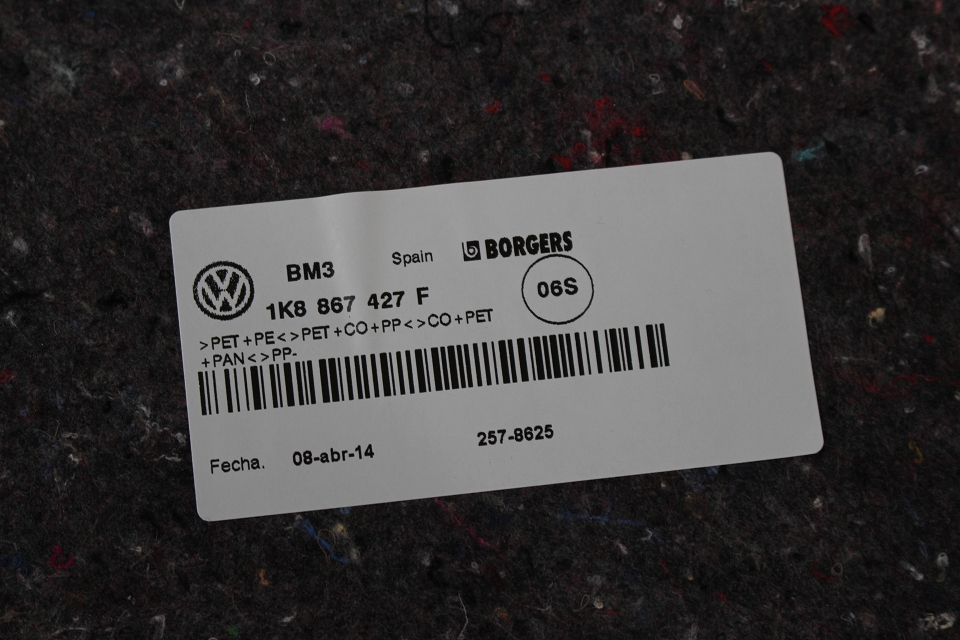 BM3 Spain BORGERS
1K8 867 427 F 06S
>PET+PE<>PET+CO+PP<>CO+PET
+PAN<>PP-
Fecha. 08-abr-14 257-8625